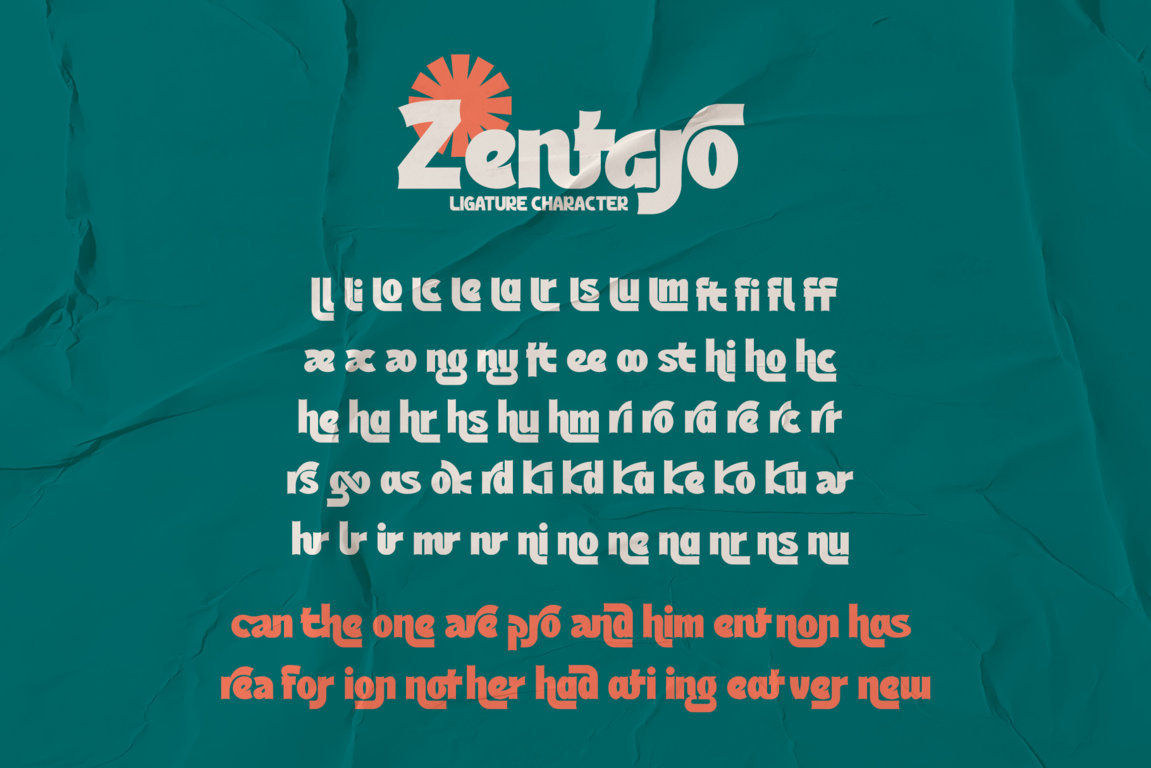 Zentaro
LIGATURE CHARACTER
ll li lo lc le la lr ls lu lm ft fi fl ff
æ æ ao ng ny ft ee oo st hi ho hc
he ha hr hs hu hm ri ro ra re rc rr
rs go as ok rd ki kd ka ke ko ku ar
hr lr ir mr nr ni no ne na nr ns nu
can the one are pro and him ent non has
rea for ion not her had ati ing eat ver new